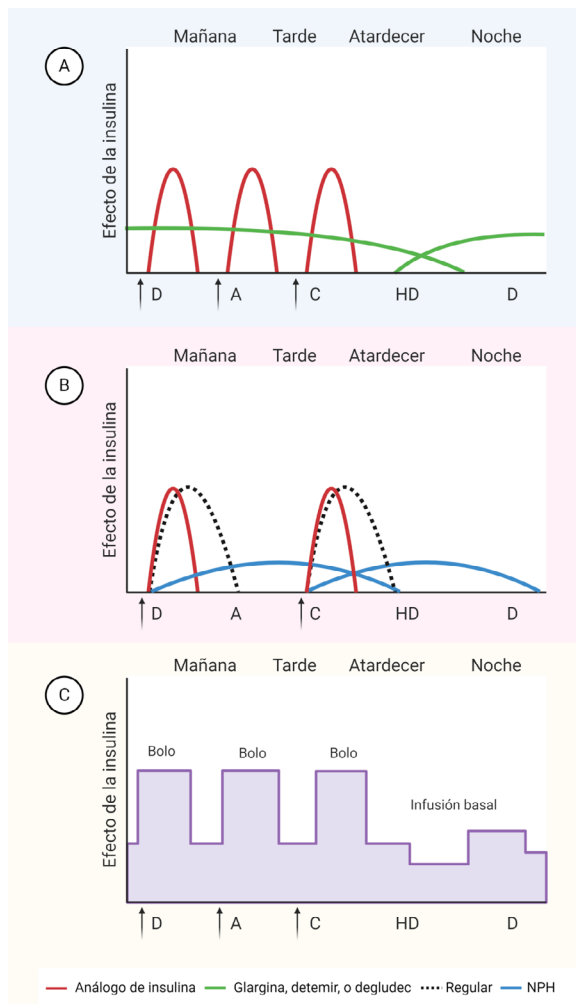 Mañana Tarde Atardecer Noche
A
Efecto de la insulina
D A C HD D
Mañana Tarde Atardecer Noche
B
Efecto de la insulina
D A C HD D
Mañana Tarde Atardecer Noche
C
Efecto de la insulina
Bolo Bolo Bolo
Infusión basal
D A C HD D
Análogo de insulina Glargina, detemir, o degludec Regular NPH